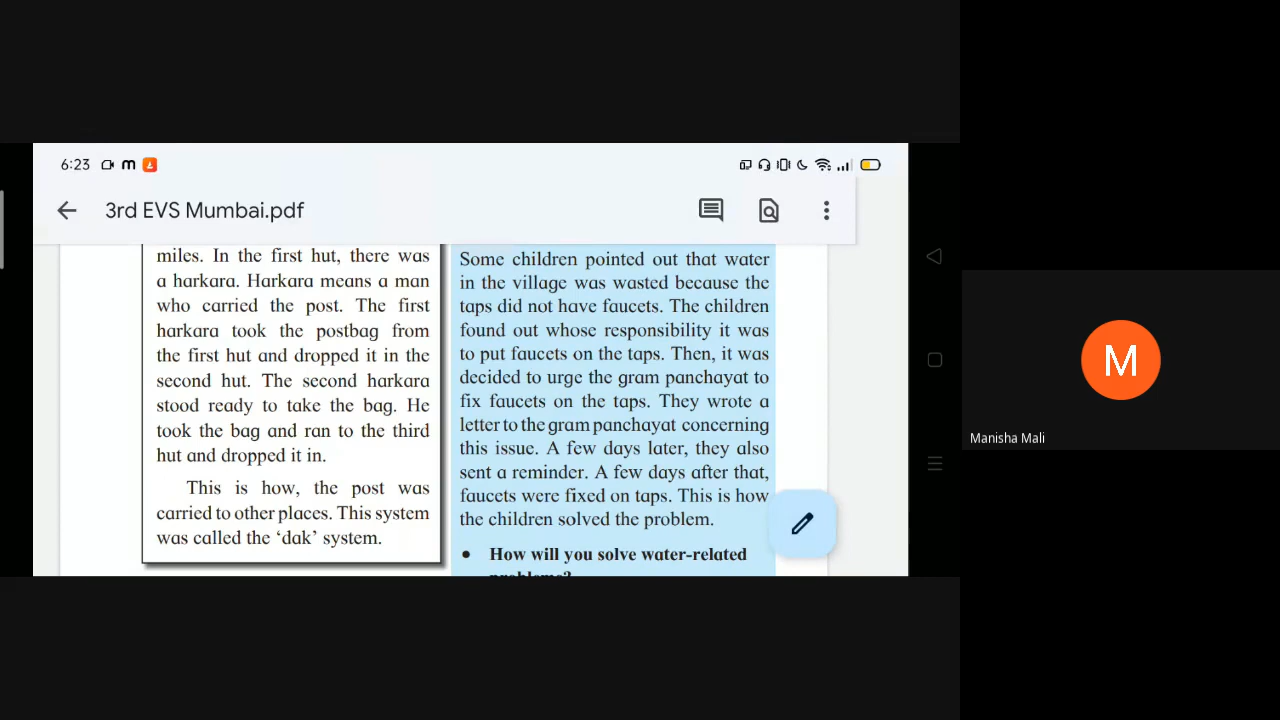 6:23
3rd EVS Mumbai.pdf
miles. In the first hut, there was
a harkara. Harkara means a man
who carried the post. The first
harkara took the postbag from
the first hut and dropped it in the
second hut. The second harkara
stood ready to take the bag. He
took the bag and ran to the third
hut and dropped it in.
This is how, the post was
carried to other places. This system
was called the ‘dak’ system.
Some children pointed out that water
in the village was wasted because the
taps did not have faucets. The children
found out whose responsibility it was
to put faucets on the taps. Then, it was
decided to urge the gram panchayat to
fix faucets on the taps. They wrote a
letter to the gram panchayat concerning
this issue. A few days later, they also
sent a reminder. A few days after that,
faucets were fixed on taps. This is how
the children solved the problem.
• How will you solve water-related
problems?
M
Manisha Mali